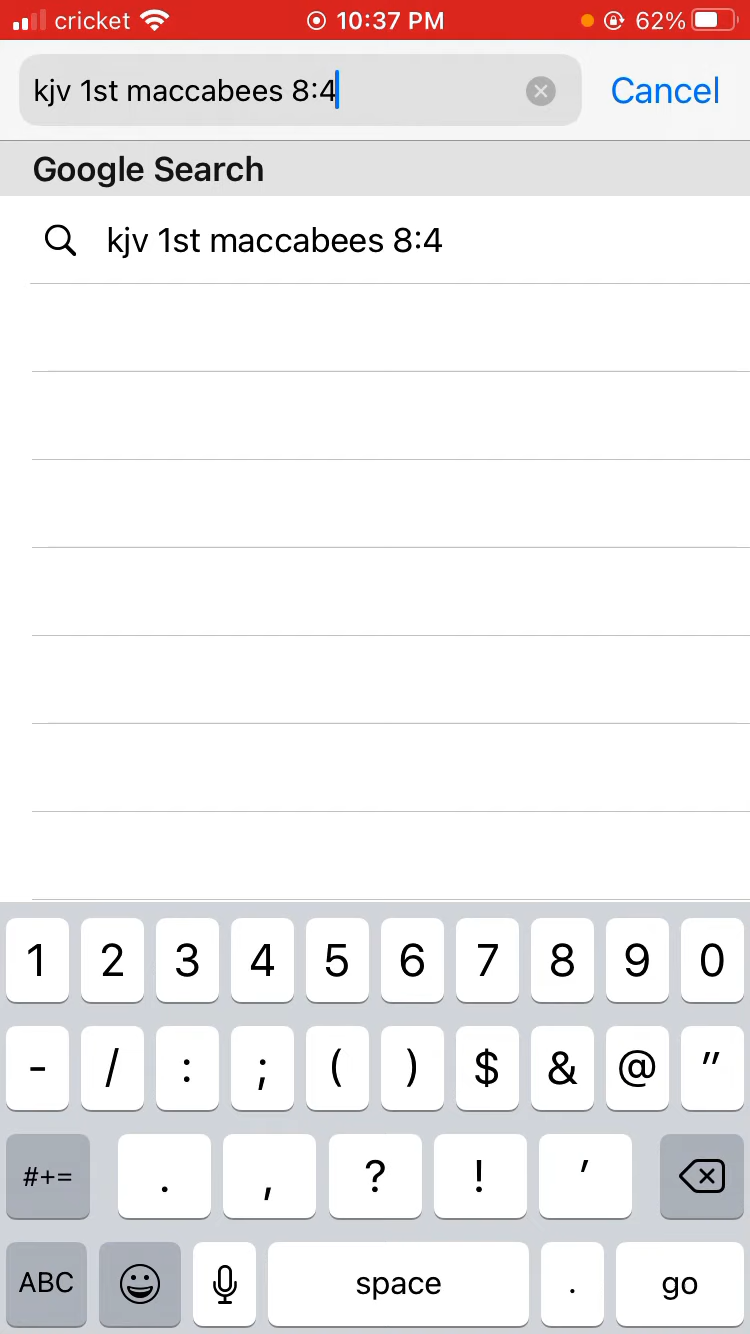 cricket 10:37 PM 62%
kjv 1st maccabees 8:4 Cancel
Google Search
kjv 1st maccabees 8:4
1 2 3 4 5 6 7 8 9 0
- / : ; ( ) $ & @ "
#+= . , ? ! '
ABC space . go